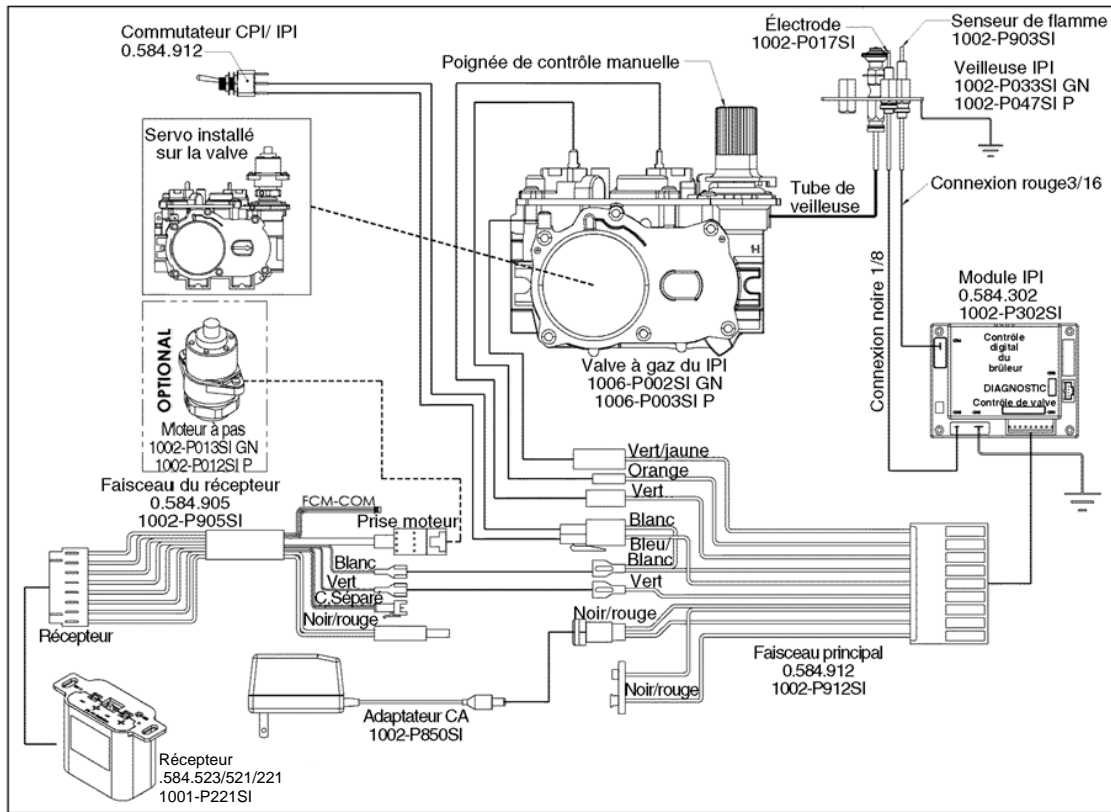 Commutateur CPI/ IPI
0.584.912
Électrode
1002-P017SI
Senseur de flamme
1002-P903SI
Poignée de contrôle manuelle
Veilleuse IPI
1002-P033SI GN
1002-P047SI P
Servo installé
sur la valve
Tube de
veilleuse
Connexion rouge3/16
Connexion noire 1/8
Module IPI
0.584.302
1002-P302SI
Contrôle
digital
du
brûleur
DIAGNOSTIC
Contrôle de valve
OPTIONAL
Moteur à pas
1002-P013SI GN
1002-P012SI P
Valve à gaz du IPI
1006-P002SI GN
1006-P003SI P
Faisceau du récepteur
0.584.905
1002-P905SI
FCM-COM
Prise moteur
Vert/jaune
Orange
Vert
Blanc
Bleu/
Blanc
Vert
Blanc
Vert
C.Séparé
Noir/rouge
Récepteur
Noir/rouge
Noir/rouge
Faisceau principal
0.584.912
1002-P912SI
Adaptateur CA
1002-P850SI
Récepteur
.584.523/521/221
1001-P221SI